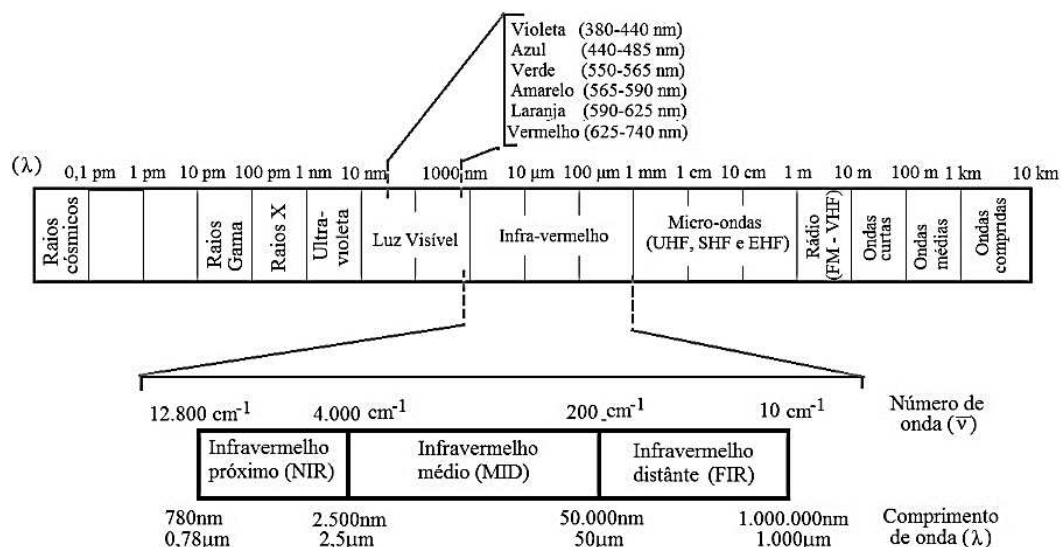 Violeta (380-440 nm)
Azul (440-485 nm)
Verde (550-565 nm)
Amarelo (565-590 nm)
Laranja (590-625 nm)
Vermelho (625-740 nm)
(λ) 0,1 pm 1 pm 10 pm 100 pm 1 nm 10 nm 1000 nm 10 µm 100 µm 1 mm 1 cm 10 cm 1 m 10 m 100 m 1 km 10 km
Raios
cósmicos
Raios
Gama
Raios X
Ultra-
violeta
Luz Visível
Infra-vermelho
Micro-ondas
(UHF, SHF e EHF)
Rádio
(FM - VHF)
Ondas
curtas
Ondas
médias
Ondas
compridas
12.800 cm⁻¹ 4.000 cm⁻¹ 200 cm⁻¹ 10 cm⁻¹
Número de
onda (ν̅)
Infravermelho
próximo (NIR)
Infravermelho
médio (MID)
Infravermelho
distânte (FIR)
780nm 2.500nm 50.000nm 1.000.000nm
0,78µm 2,5µm 50µm 1.000µm
Comprimento
de onda (λ)